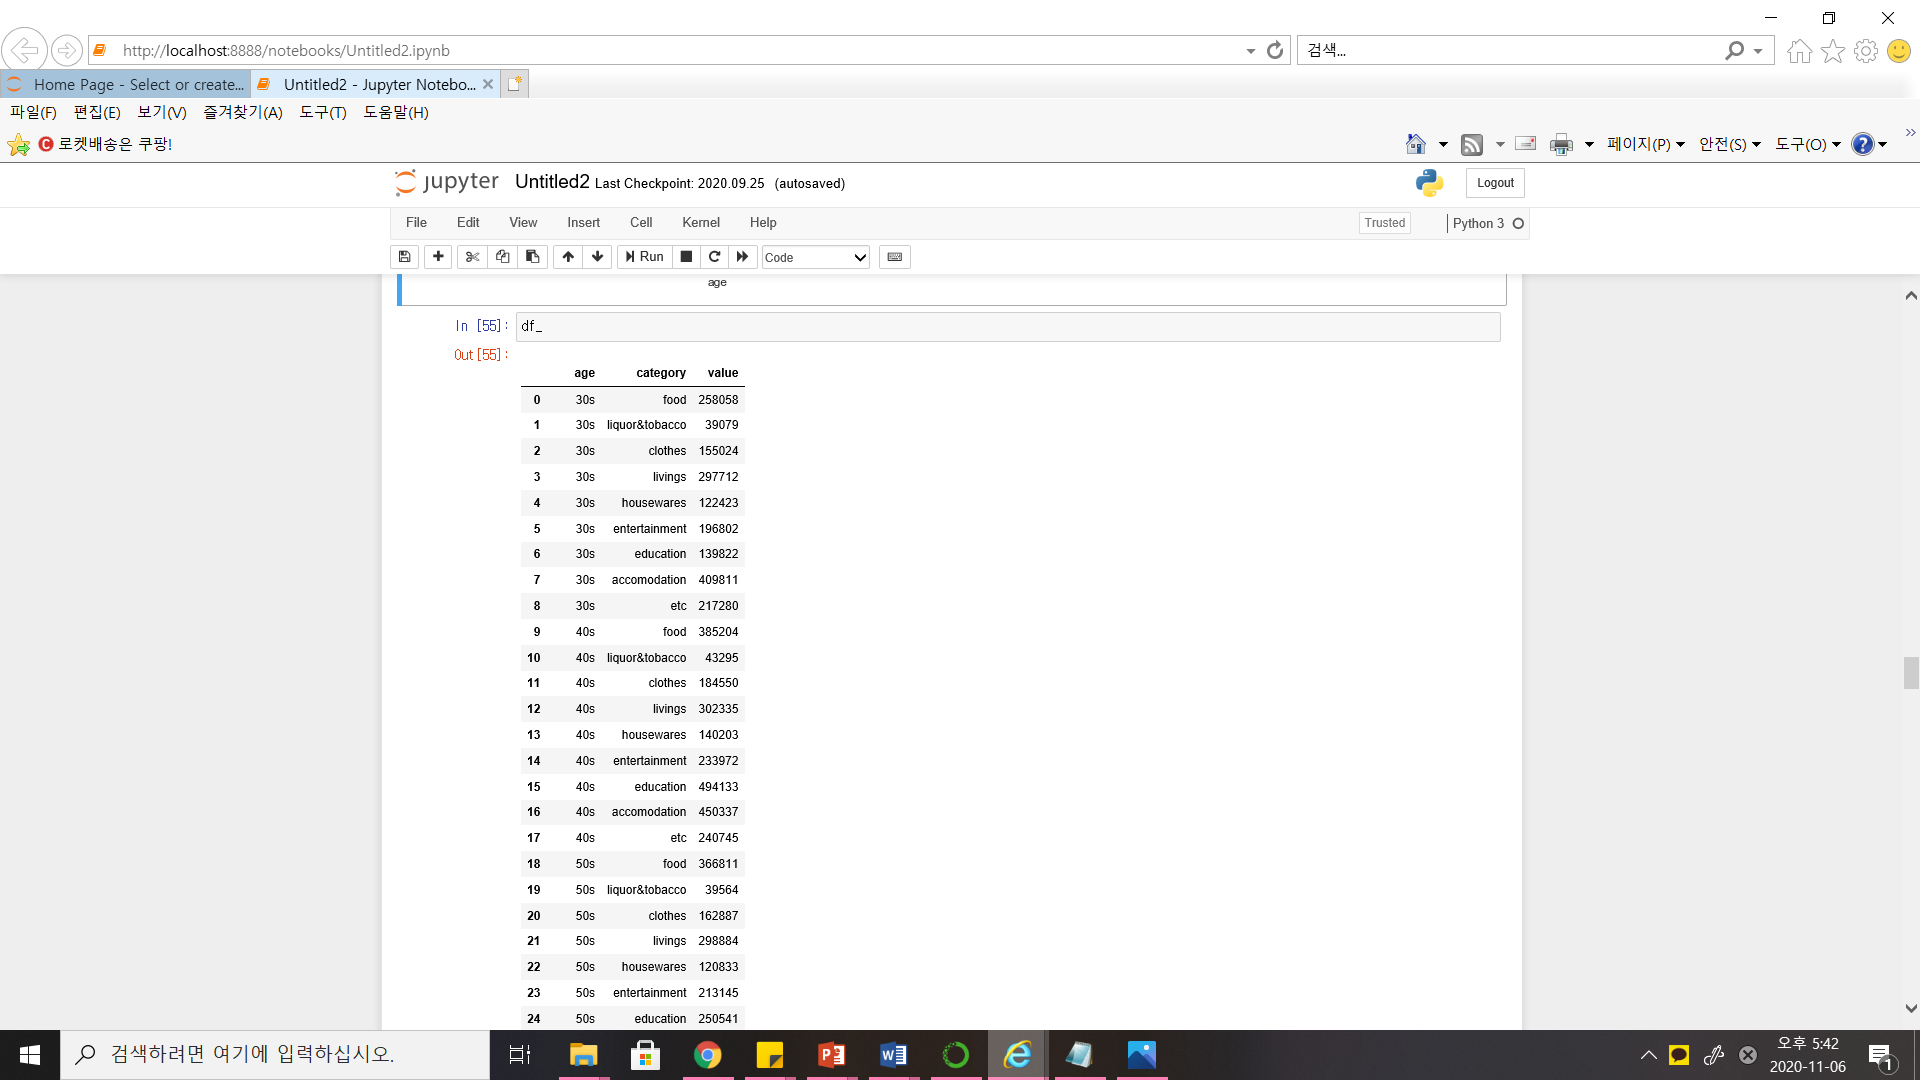 http://localhost:8888/notebooks/Untitled2.ipynb
검색...
Home Page - Select or create...
Untitled2 - Jupyter Notebo...
파일(F) 편집(E) 보기(V) 즐겨찾기(A) 도구(T) 도움말(H)
로켓배송은 쿠팡!
페이지(P) 안전(S) 도구(O)
jupyter Untitled2 Last Checkpoint: 2020.09.25 (autosaved)
Logout
File Edit View Insert Cell Kernel Help
Trusted
Python 3
Run
Code
age
In [55]: df_
Out[55]:
age category value
0 30s food 258058
1 30s liquor&tobacco 39079
2 30s clothes 155024
3 30s livings 297712
4 30s housewares 122423
5 30s entertainment 196802
6 30s education 139822
7 30s accomodation 409811
8 30s etc 217280
9 40s food 385204
10 40s liquor&tobacco 43295
11 40s clothes 184550
12 40s livings 302335
13 40s housewares 140203
14 40s entertainment 233972
15 40s education 494133
16 40s accomodation 450337
17 40s etc 240745
18 50s food 366811
19 50s liquor&tobacco 39564
20 50s clothes 162887
21 50s livings 298884
22 50s housewares 120833
23 50s entertainment 213145
24 50s education 250541
검색하려면 여기에 입력하십시오.
오후 5:42
2020-11-06
1